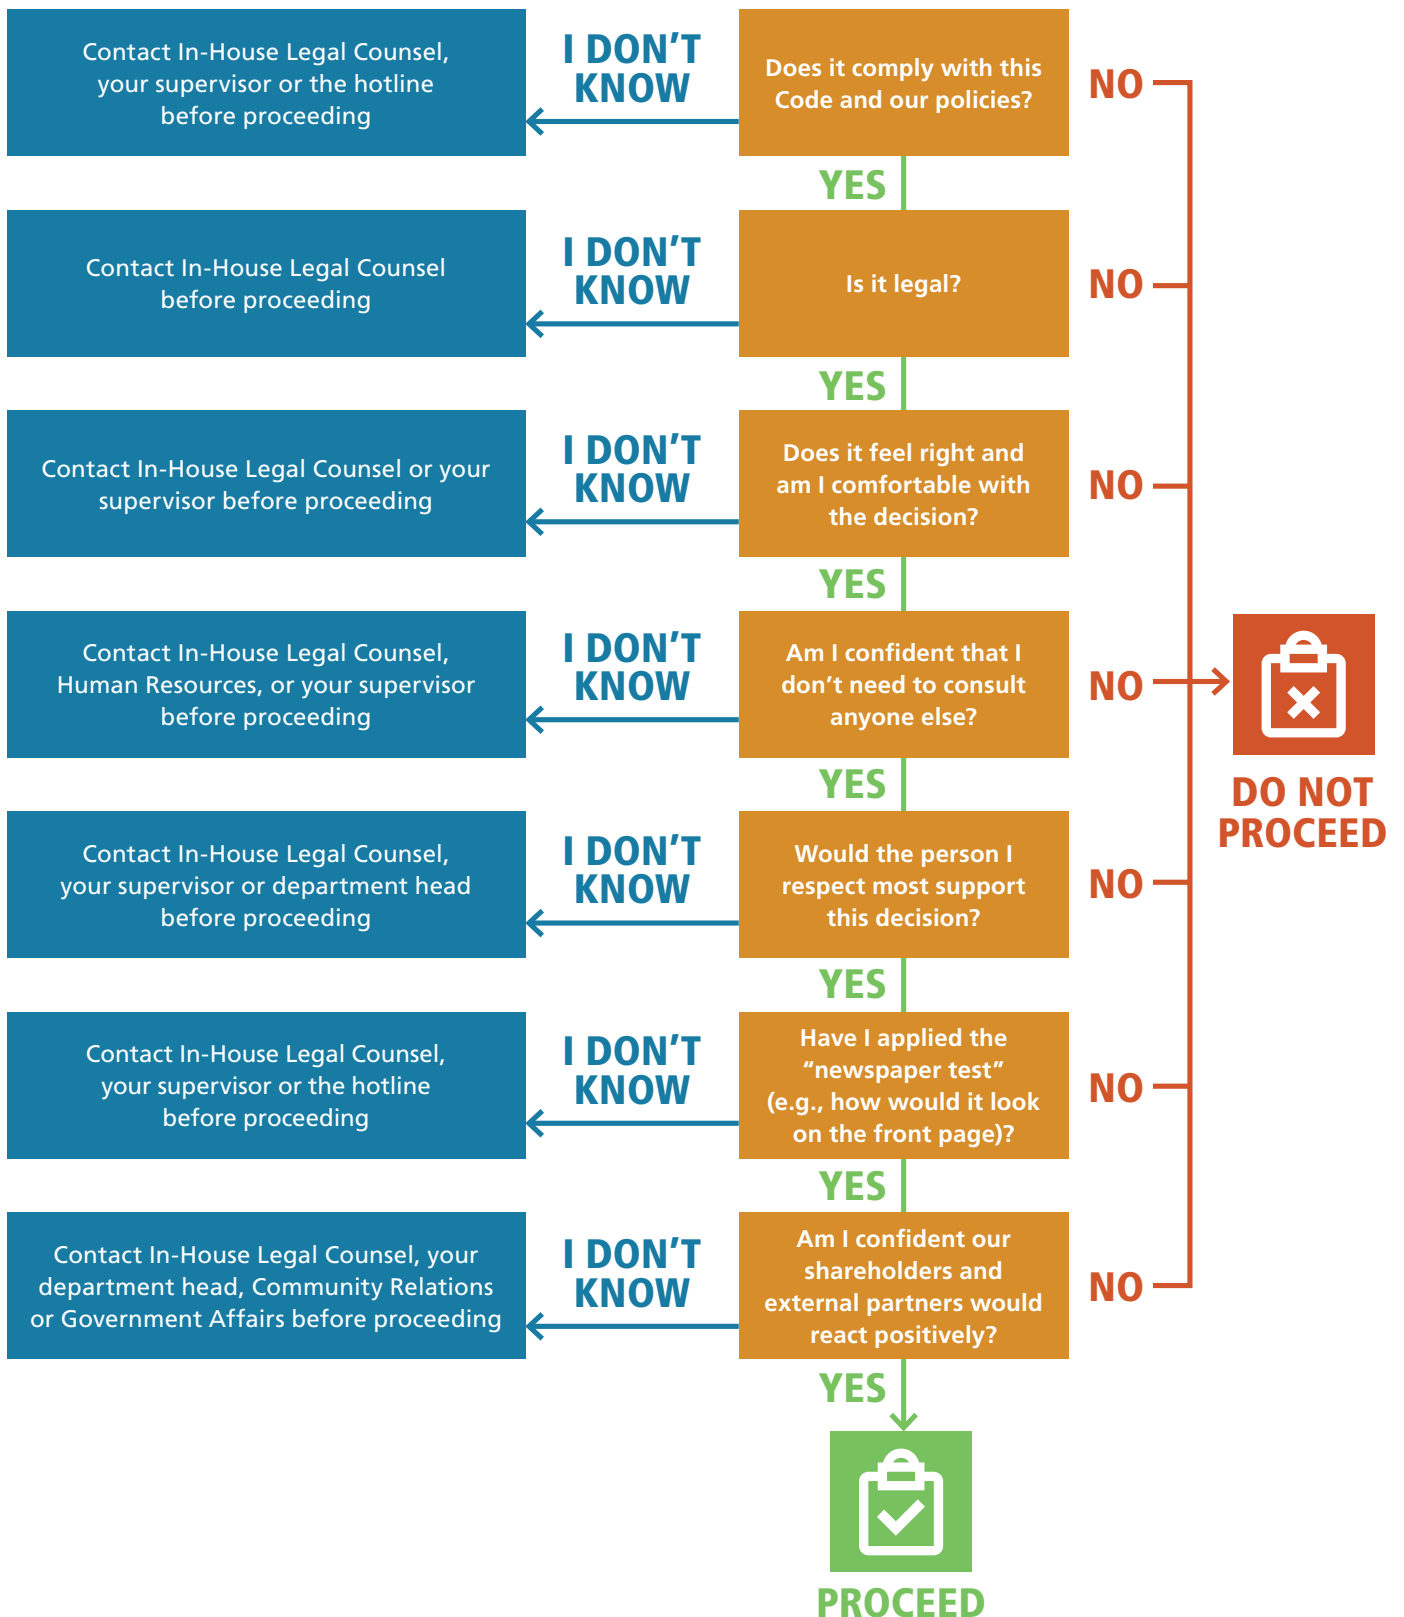 Contact In-House Legal Counsel,
your supervisor or the hotline
before proceeding
I DON'T
KNOW
Does it comply with this
Code and our policies?
NO
YES
Contact In-House Legal Counsel
before proceeding
I DON'T
KNOW
Is it legal?
NO
YES
Contact In-House Legal Counsel or your
supervisor before proceeding
I DON'T
KNOW
Does it feel right and
am I comfortable with
the decision?
NO
YES
Contact In-House Legal Counsel,
Human Resources, or your supervisor
before proceeding
I DON'T
KNOW
Am I confident that I
don't need to consult
anyone else?
NO
DO NOT
PROCEED
YES
Contact In-House Legal Counsel,
your supervisor or department head
before proceeding
I DON'T
KNOW
Would the person I
respect most support
this decision?
NO
YES
Contact In-House Legal Counsel,
your supervisor or the hotline
before proceeding
I DON'T
KNOW
Have I applied the
“newspaper test”
(e.g., how would it look
on the front page)?
NO
YES
Contact In-House Legal Counsel, your
department head, Community Relations
or Government Affairs before proceeding
I DON'T
KNOW
Am I confident our
shareholders and
external partners would
react positively?
NO
YES
PROCEED